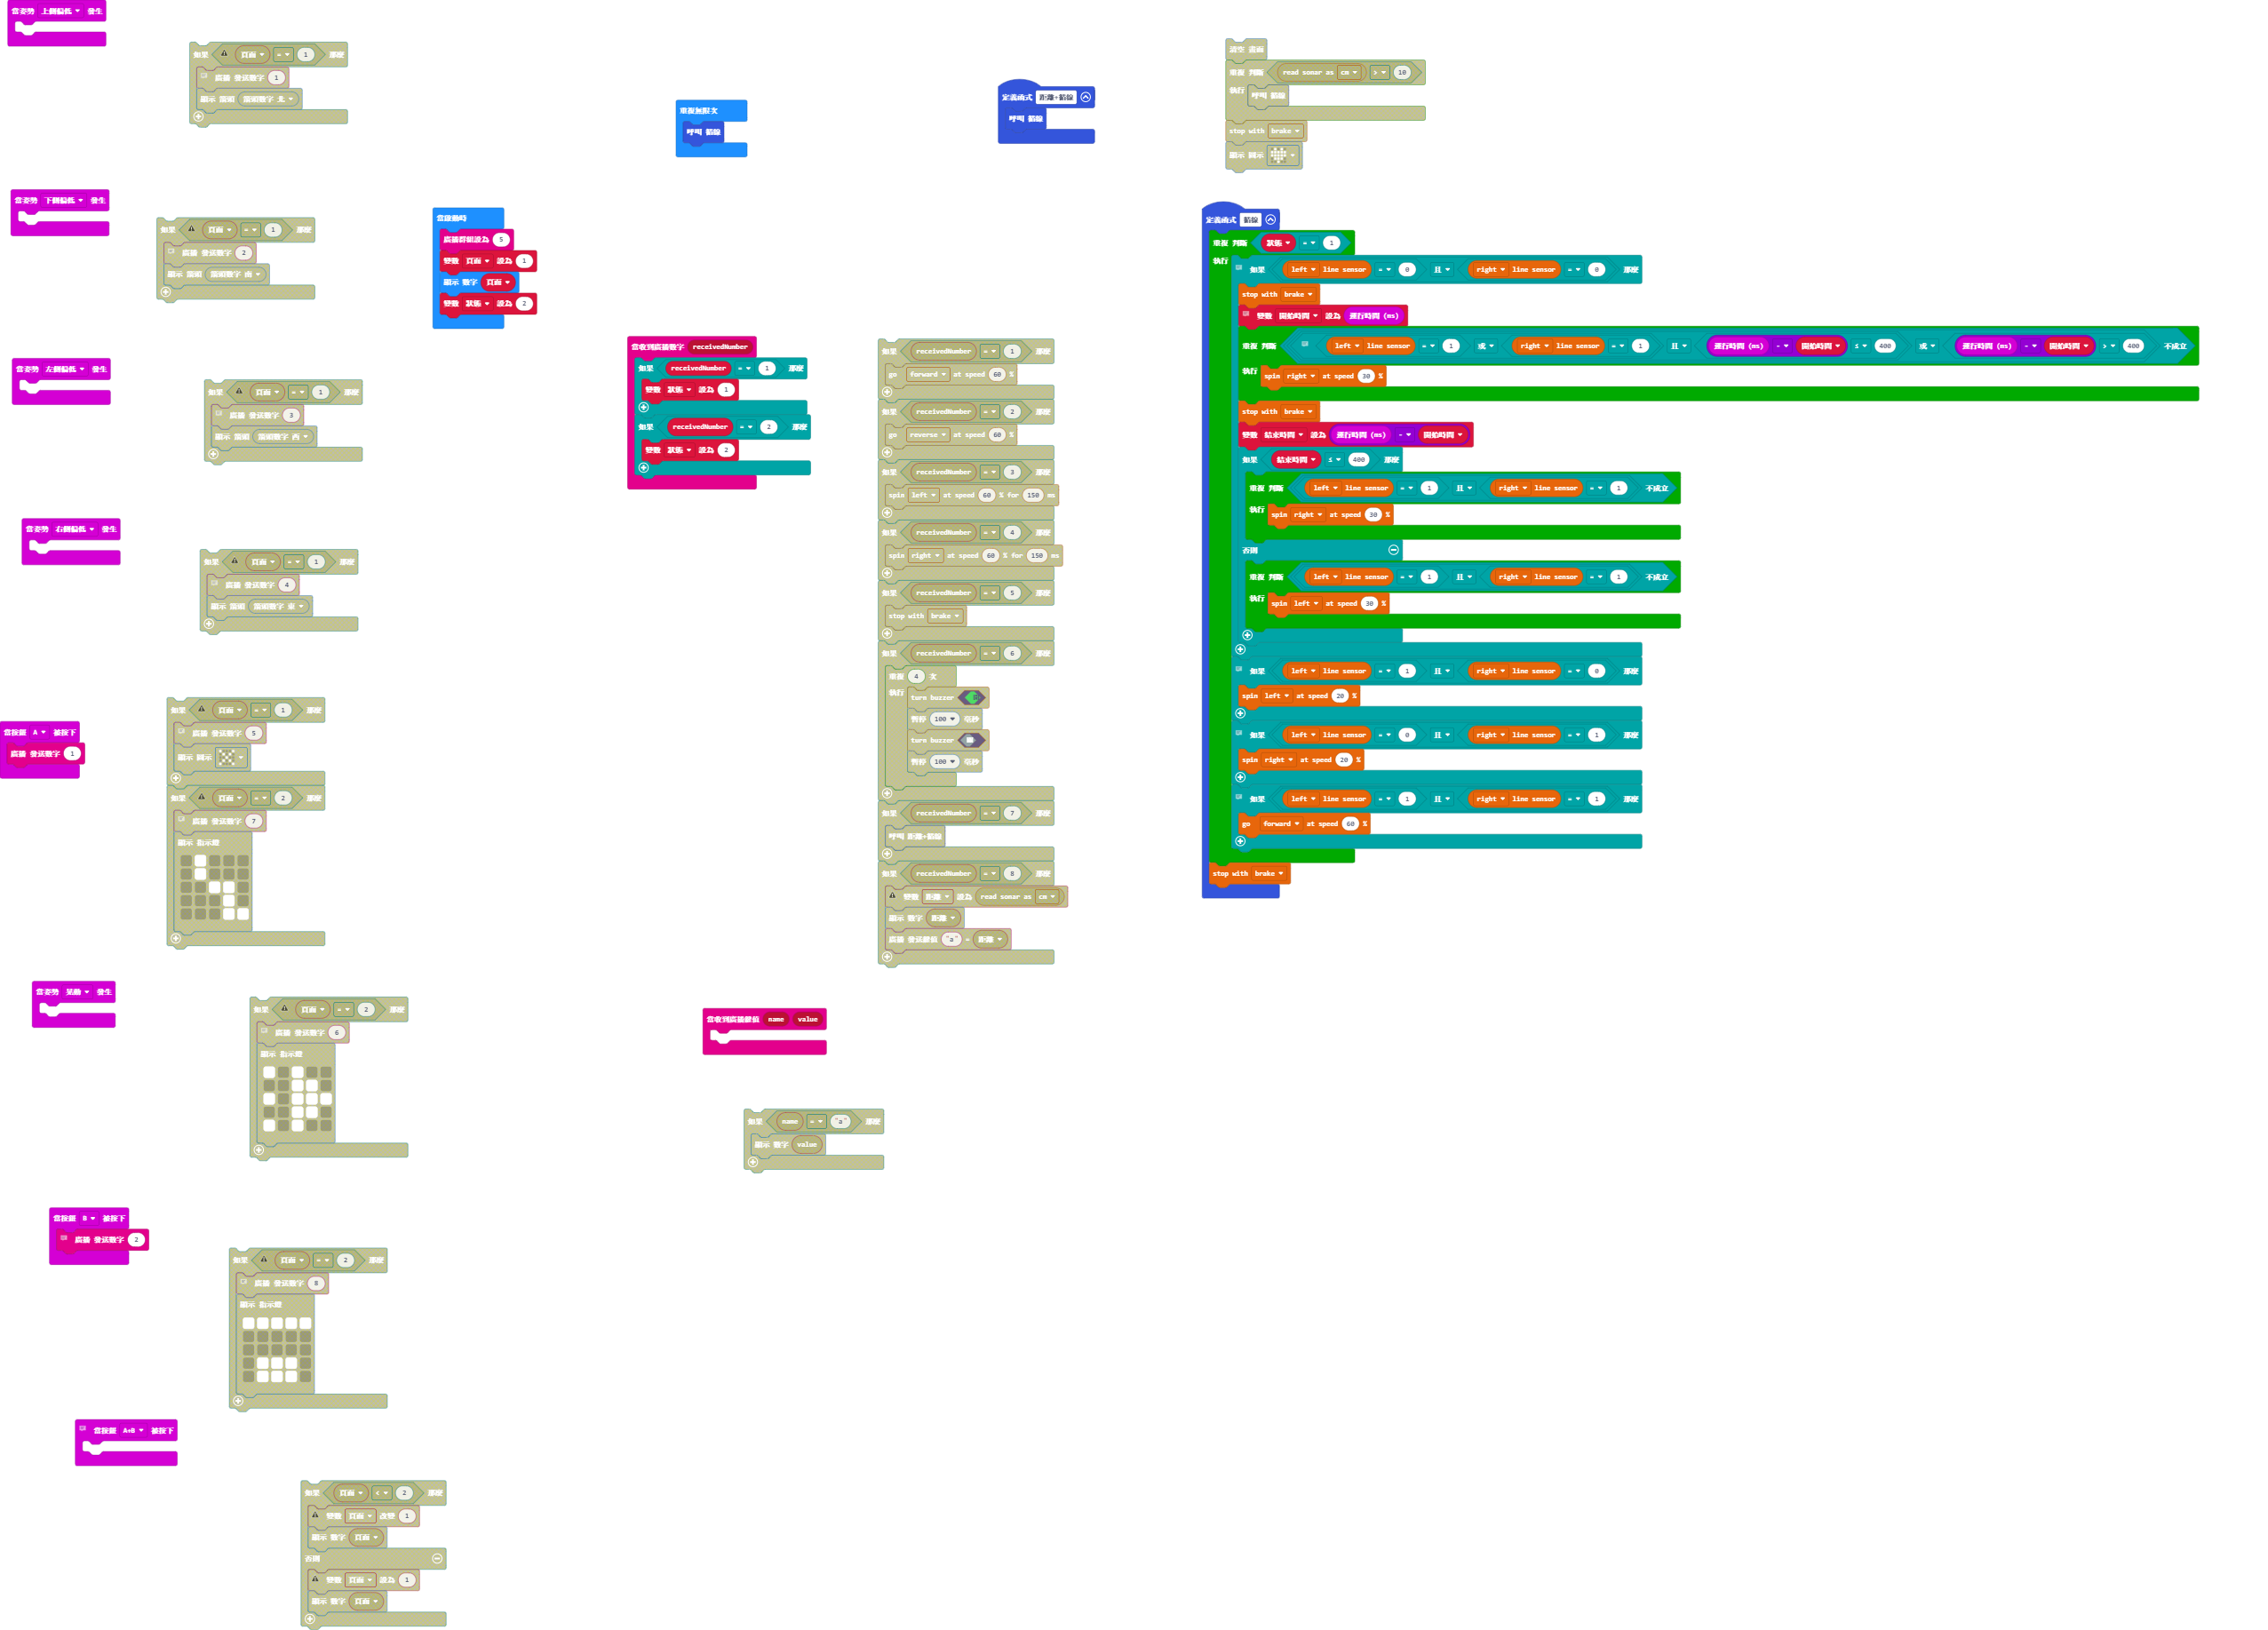 當姿勢 上側偏低 發生
如果 頁面 = 1 那麼
廣播 發送數字 1
顯示 箭頭 箭頭數字 北
當姿勢 下側偏低 發生
如果 頁面 = 1 那麼
廣播 發送數字 2
顯示 箭頭 箭頭數字 南
當姿勢 左側偏低 發生
如果 頁面 = 1 那麼
廣播 發送數字 3
顯示 箭頭 箭頭數字 西
當姿勢 右側偏低 發生
如果 頁面 = 1 那麼
廣播 發送數字 4
顯示 箭頭 箭頭數字 東
當按鈕 A 被按下
廣播 發送數字 1
如果 頁面 = 1 那麼
廣播 發送數字 5
顯示 圖示
如果 頁面 = 2 那麼
廣播 發送數字 7
顯示 指示燈
當姿勢 晃動 發生
如果 頁面 = 2 那麼
廣播 發送數字 6
顯示 指示燈
當按鈕 B 被按下
廣播 發送數字 2
如果 頁面 = 2 那麼
廣播 發送數字 8
顯示 指示燈
當按鈕 A+B 被按下
如果 頁面 < 2 那麼
變數 頁面 改變 1
顯示 數字 頁面
否則
變數 頁面 設為 1
顯示 數字 頁面
當啟動時
廣播群組設為 5
變數 頁面 設為 1
顯示 數字 頁面
變數 狀態 設為 2
重複無限次
呼叫 循線
當收到廣播數字 receivedNumber
如果 receivedNumber = 1 那麼
變數 狀態 設為 1
如果 receivedNumber = 2 那麼
變數 狀態 設為 2
當收到廣播數值 name value
如果 name = "a" 那麼
顯示 數字 value
如果 receivedNumber = 1 那麼
go forward at speed 60 %
如果 receivedNumber = 2 那麼
go reverse at speed 60 %
如果 receivedNumber = 3 那麼
spin left at speed 60 % for 150 ms
如果 receivedNumber = 4 那麼
spin right at speed 60 % for 150 ms
如果 receivedNumber = 5 那麼
stop with brake
如果 receivedNumber = 6 那麼
重複 4 次
執行 turn buzzer
暫停 100 毫秒
turn buzzer
暫停 100 毫秒
如果 receivedNumber = 7 那麼
呼叫 距離+循線
如果 receivedNumber = 8 那麼
變數 距離 設為 read sonar as cm
顯示 數字 距離
廣播 發送數值 "a" = 距離
定義函式 距離+循線
呼叫 循線
清空 畫面
重複 判斷 read sonar as cm > 10
執行 呼叫 循線
stop with brake
顯示 圖示
定義函式 循線
重複 判斷 狀態 = 1
執行 如果 left line sensor = 0 且 right line sensor = 0 那麼
stop with brake
變數 開始時間 設為 運行時間 (ms)
重複 判斷 left line sensor = 1 或 right line sensor = 1 且 運行時間 (ms) - 開始時間 ≤ 400 或 運行時間 (ms) - 開始時間 > 400 不成立
執行 spin right at speed 30 %
stop with brake
變數 結束時間 設為 運行時間 (ms) - 開始時間
如果 結束時間 ≤ 400 那麼
重複 判斷 left line sensor = 1 且 right line sensor = 1 不成立
執行 spin right at speed 30 %
否則
重複 判斷 left line sensor = 1 且 right line sensor = 1 不成立
執行 spin left at speed 30 %
如果 left line sensor = 1 且 right line sensor = 0 那麼
spin left at speed 20 %
如果 left line sensor = 0 且 right line sensor = 1 那麼
spin right at speed 20 %
如果 left line sensor = 1 且 right line sensor = 1 那麼
go forward at speed 60 %
stop with brake